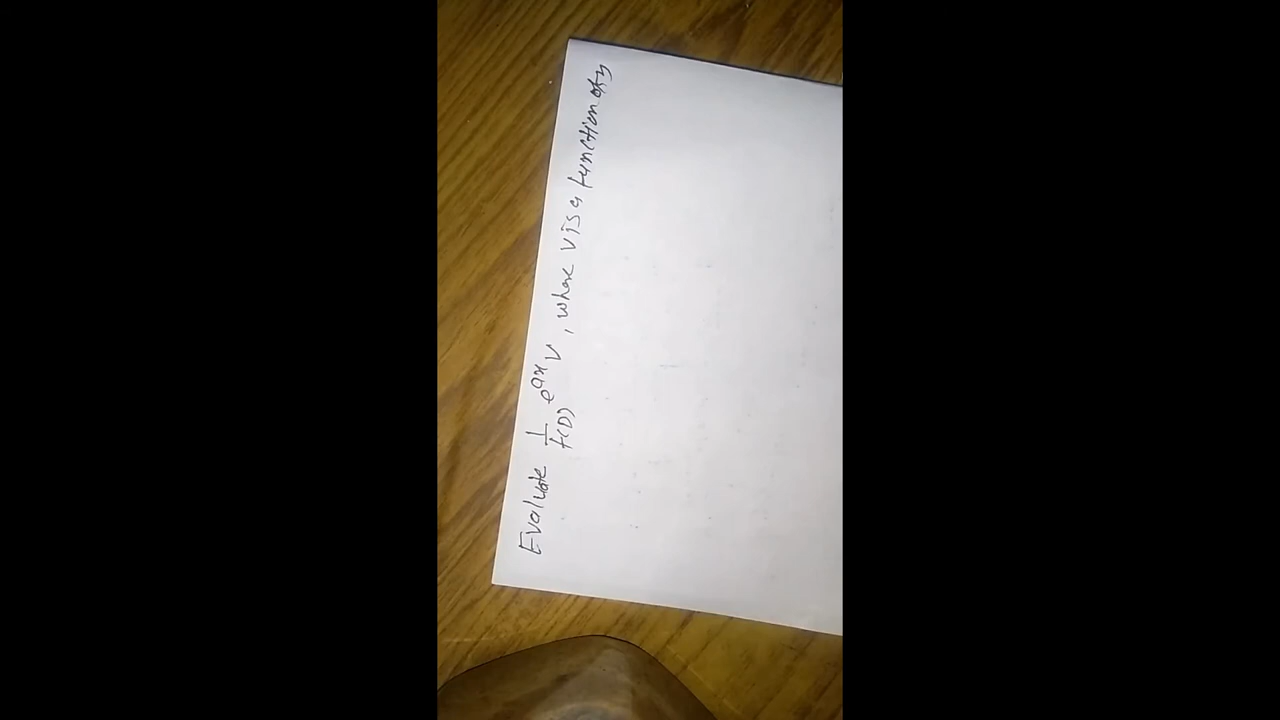 Evaluate 1/f(D) e^{ax} V, where V is a function of x